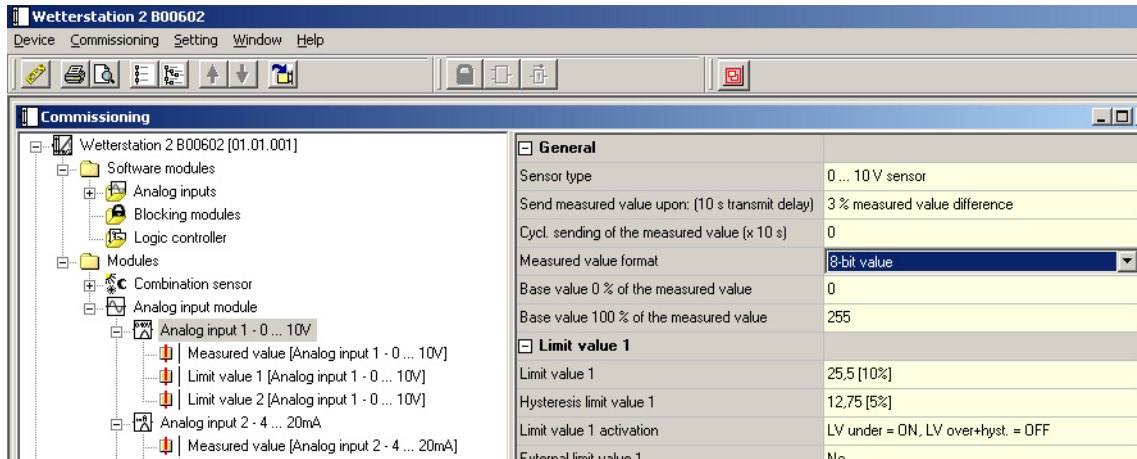 Wetterstation 2 B00602
Device Commissioning Setting Window Help
Commissioning
Wetterstation 2 B00602 [01.01.001]
Software modules
Analog inputs
Blocking modules
Logic controller
Modules
Combination sensor
Analog input module
Analog input 1 - 0 ... 10V
Measured value [Analog input 1 - 0 ... 10V]
Limit value 1 [Analog input 1 - 0 ... 10V]
Limit value 2 [Analog input 1 - 0 ... 10V]
Analog input 2 - 4 ... 20mA
Measured value [Analog input 2 - 4 ... 20mA]
General
Sensor type 0 ... 10 V sensor
Send measured value upon: (10 s transmit delay) 3 % measured value difference
Cycl. sending of the measured value (x 10 s) 0
Measured value format 8-bit value
Base value 0 % of the measured value 0
Base value 100 % of the measured value 255
Limit value 1
Limit value 1 25,5 [10%]
Hysteresis limit value 1 12,75 [5%]
Limit value 1 activation LV under = ON, LV over+hyst. = OFF
External limit value 1 No